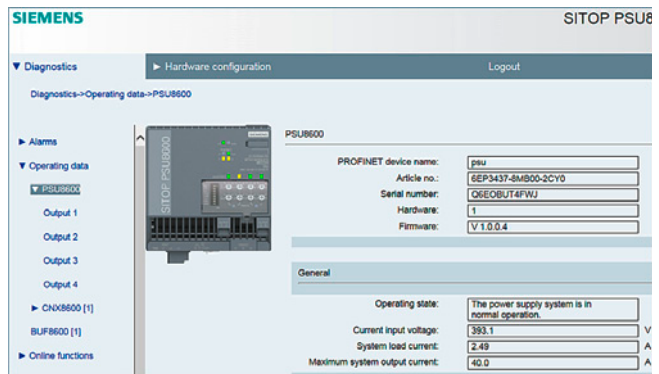 SIEMENS
SITOP PSU8
▼ Diagnostics
► Hardware configuration
Logout
Diagnostics->Operating data->PSU8600
► Alarms
▼ Operating data
▼ PSU8600
Output 1
Output 2
Output 3
Output 4
► CNX8600 [1]
BUF8600 [1]
► Online functions
SITOP PSU8600
PSU8600
PROFINET device name: psu
Article no.: 6EP3437-8MB00-2CY0
Serial number: Q6EOBUT4FWJ
Hardware: 1
Firmware: V 1.0.0.4
General
Operating state: The power supply system is in
normal operation.
Current input voltage: 393.1 V
System load current: 2.49 A
Maximum system output current: 40.0 A